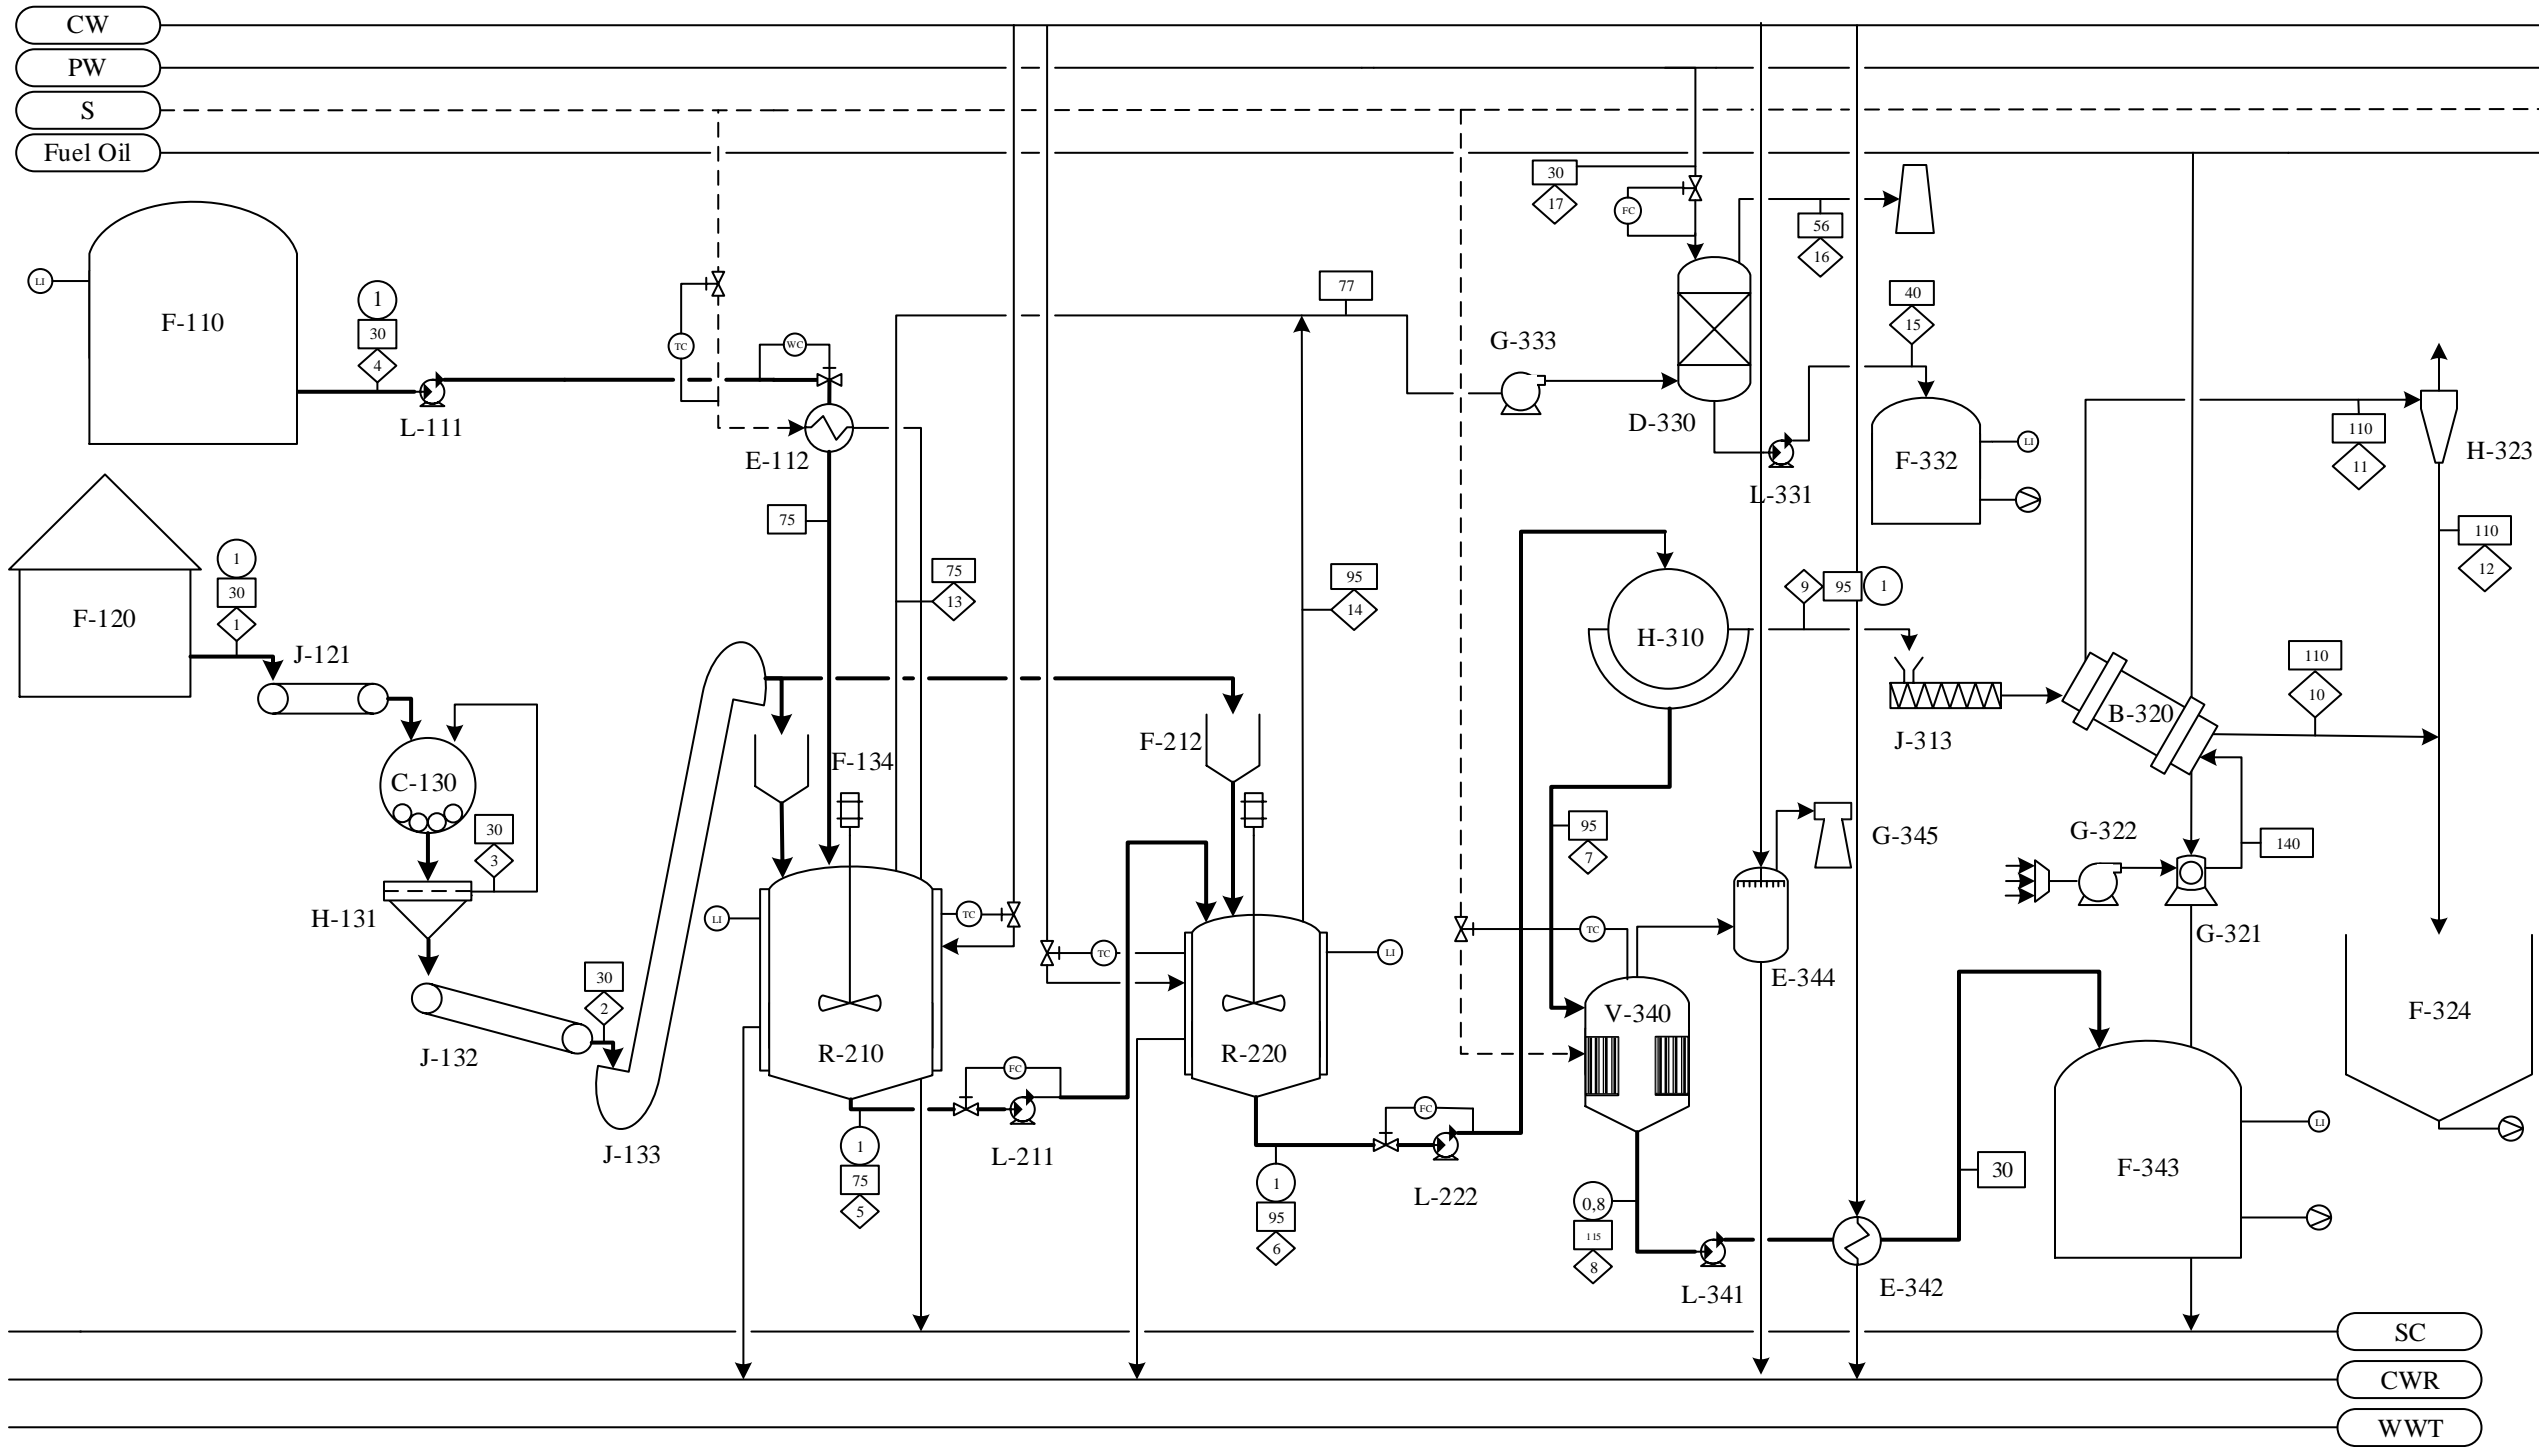 CW
PW
S
Fuel Oil
30
17
FC
56
16
LI
F-110
1
30
4
L-111
TC
WC
E-112
75
77
G-333
D-330
L-331
40
15
F-332
LI
110
11
H-323
110
12
F-120
1
30
1
J-121
C-130
30
3
H-131
J-132
30
2
J-133
F-134
75
13
F-212
95
14
H-310
9
95
1
J-313
B-320
110
10
95
7
G-345
G-322
140
G-321
LI
TC
R-210
TC
LI
R-220
TC
V-340
E-344
F-324
FC
L-211
1
75
5
FC
L-222
1
95
6
0,8
115
8
L-341
E-342
30
F-343
LI
SC
CWR
WWT